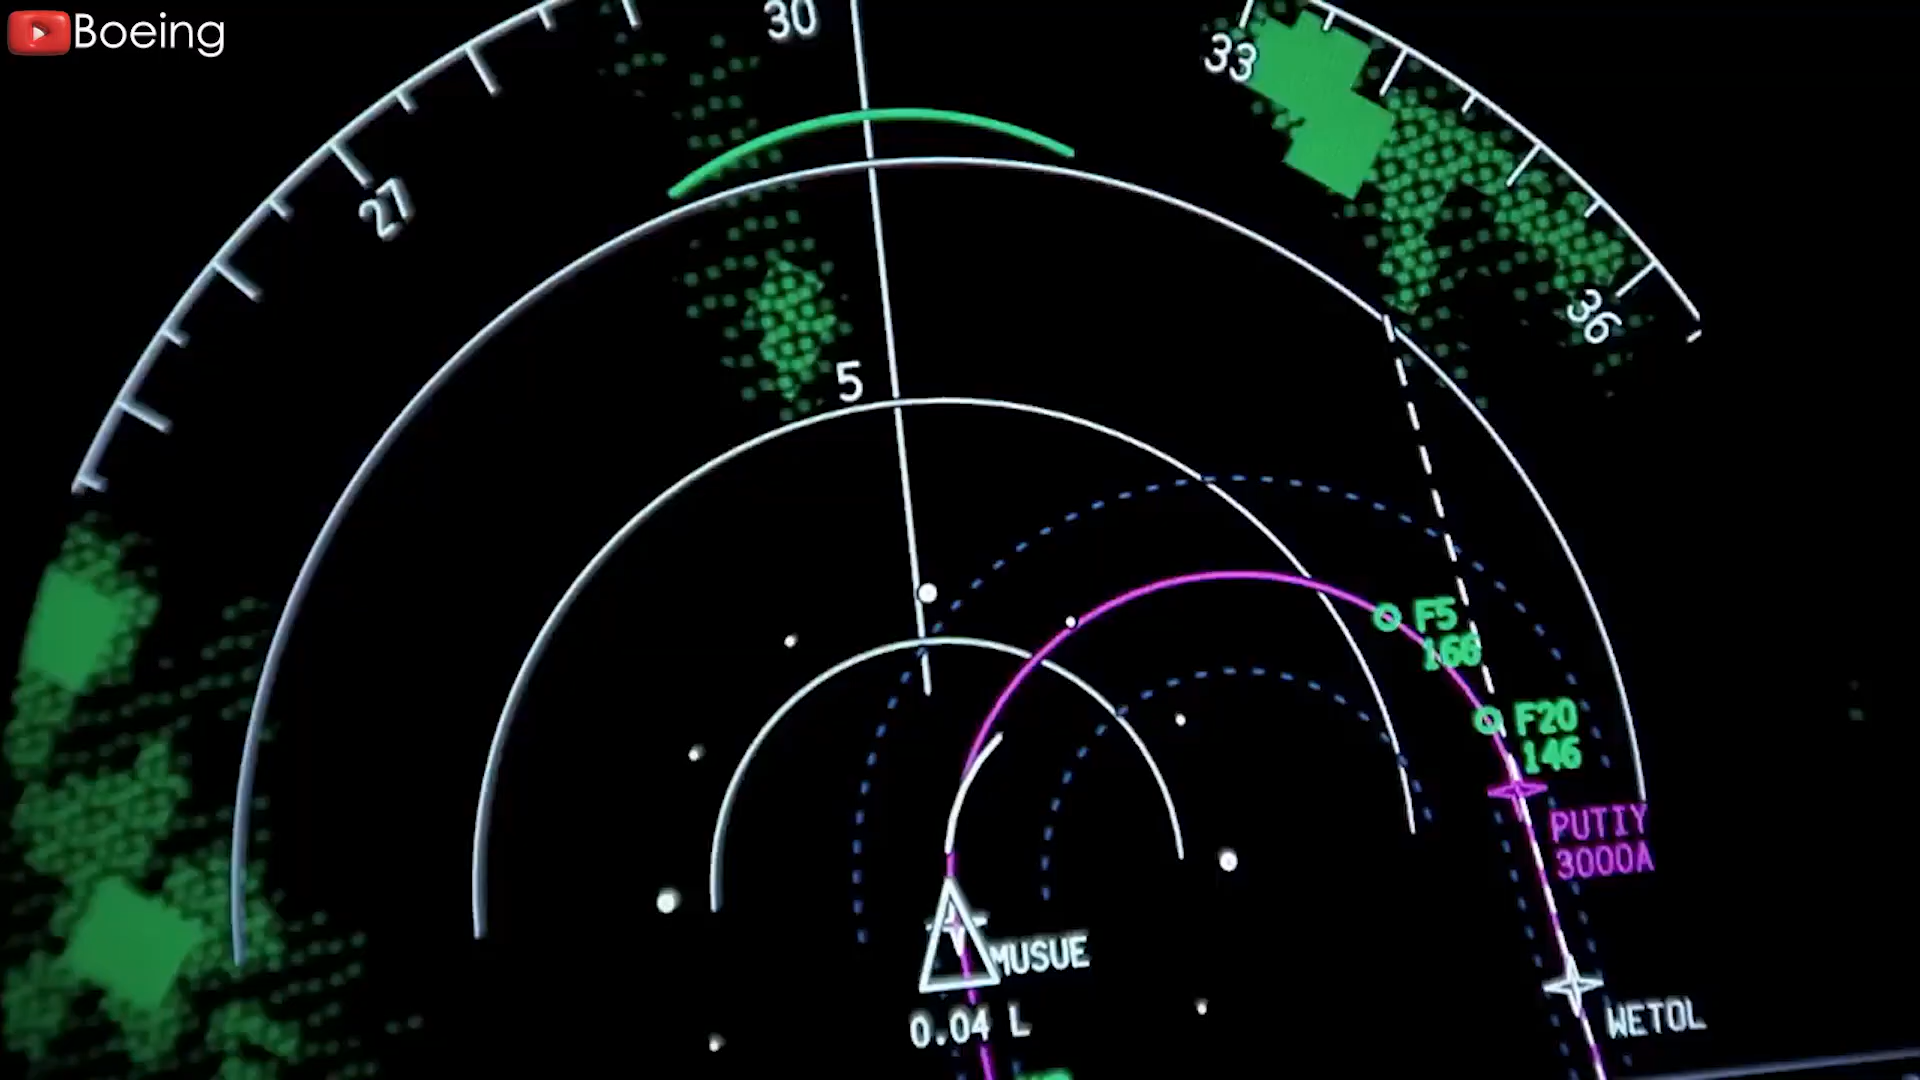 Boeing
30
33
27
36
5
F5
166
F20
146
PUTIY
3000A
MUSUE
0.04 L
WETOL